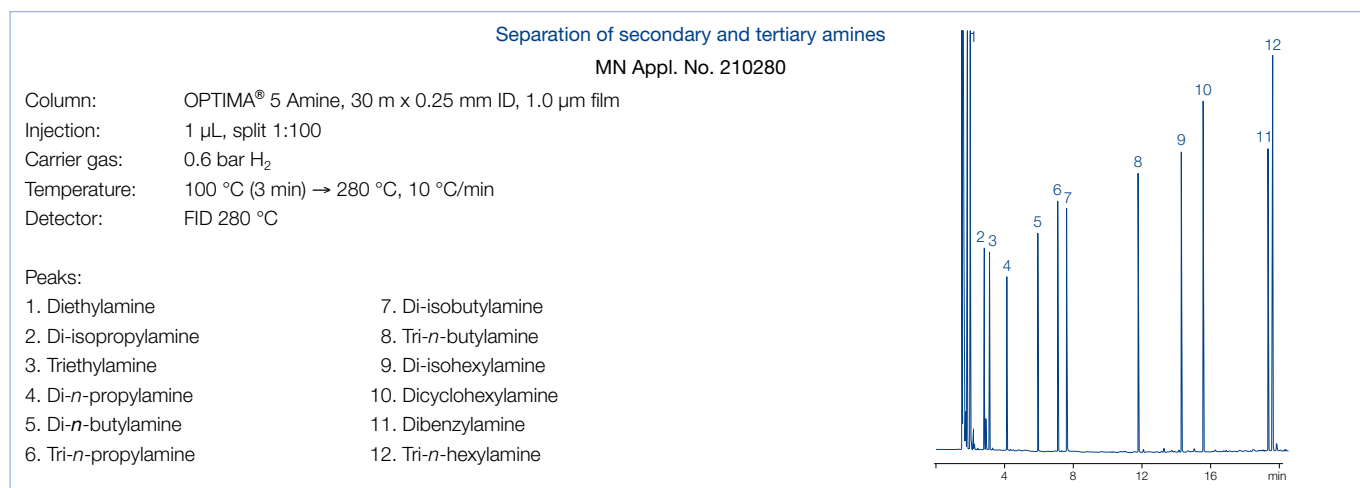 Separation of secondary and tertiary amines
MN Appl. No. 210280
Column: OPTIMA® 5 Amine, 30 m x 0.25 mm ID, 1.0 μm film
Injection: 1 μL, split 1:100
Carrier gas: 0.6 bar H₂
Temperature: 100 °C (3 min) → 280 °C, 10 °C/min
Detector: FID 280 °C
Peaks:
1. Diethylamine
2. Di-isopropylamine
3. Triethylamine
4. Di-n-propylamine
5. Di-n-butylamine
6. Tri-n-propylamine
7. Di-isobutylamine
8. Tri-n-butylamine
9. Di-isohexylamine
10. Dicyclohexylamine
11. Dibenzylamine
12. Tri-n-hexylamine
1
2
3
4
5
6
7
8
9
10
11
12
4 8 12 16 min